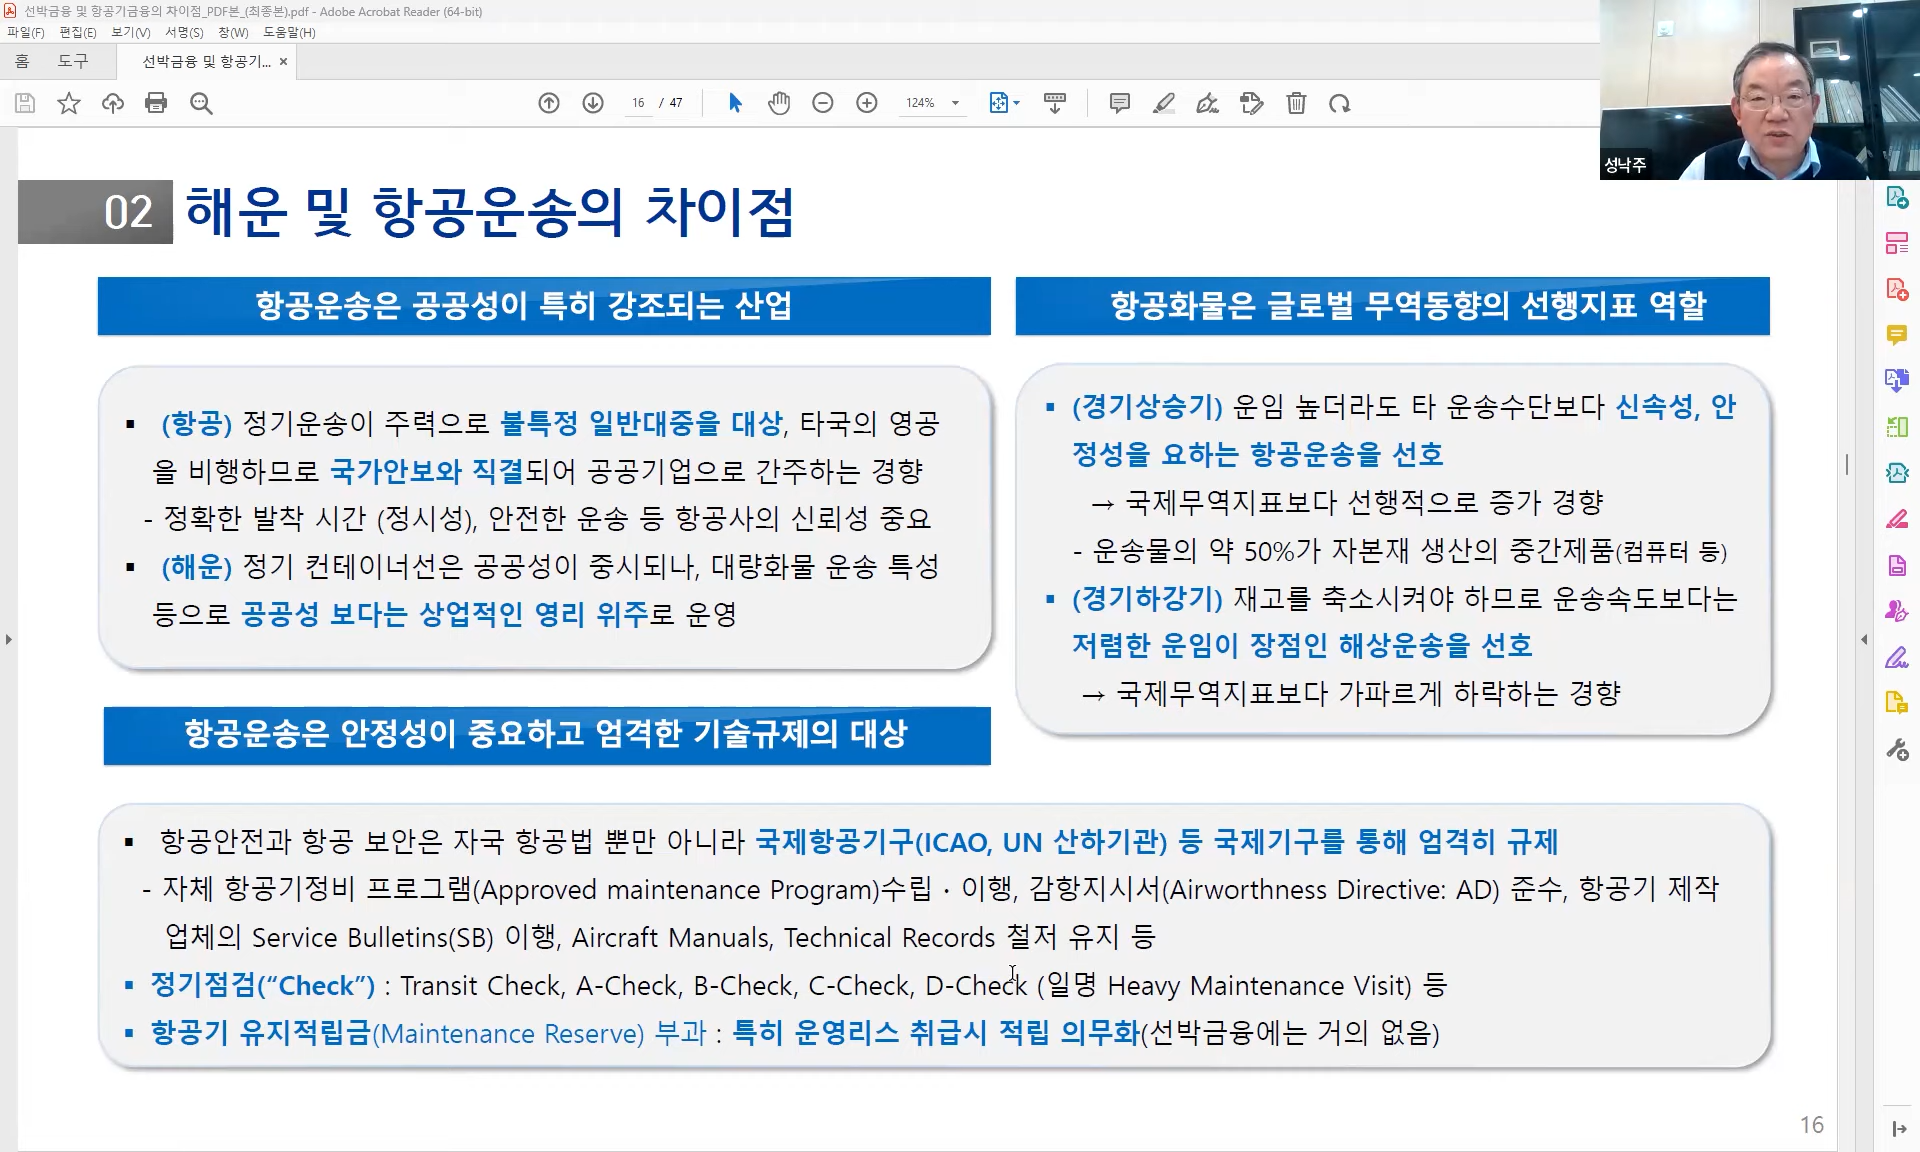 선박금융 및 항공기금융의 차이점_PDF본_(최종본).pdf - Adobe Acrobat Reader (64-bit)
파일(F) 편집(E) 보기(V) 서명(S) 창(W) 도움말(H)
홈 도구 선박금융 및 항공기... ×
16 / 47 124%
성낙주
02 해운 및 항공운송의 차이점
항공운송은 공공성이 특히 강조되는 산업
▪ (항공) 정기운송이 주력으로 불특정 일반대중을 대상, 타국의 영공
을 비행하므로 국가안보와 직결되어 공공기업으로 간주하는 경향
- 정확한 발착 시간 (정시성), 안전한 운송 등 항공사의 신뢰성 중요
▪ (해운) 정기 컨테이너선은 공공성이 중시되나, 대량화물 운송 특성
등으로 공공성 보다는 상업적인 영리 위주로 운영
항공화물은 글로벌 무역동향의 선행지표 역할
▪ (경기상승기) 운임 높더라도 타 운송수단보다 신속성, 안
정성을 요하는 항공운송을 선호
→ 국제무역지표보다 선행적으로 증가 경향
- 운송물의 약 50%가 자본재 생산의 중간제품(컴퓨터 등)
▪ (경기하강기) 재고를 축소시켜야 하므로 운송속도보다는
저렴한 운임이 장점인 해상운송을 선호
→ 국제무역지표보다 가파르게 하락하는 경향
항공운송은 안정성이 중요하고 엄격한 기술규제의 대상
▪ 항공안전과 항공 보안은 자국 항공법 뿐만 아니라 국제항공기구(ICAO, UN 산하기관) 등 국제기구를 통해 엄격히 규제
- 자체 항공기정비 프로그램(Approved maintenance Program)수립 · 이행, 감항지시서(Airworthness Directive: AD) 준수, 항공기 제작
업체의 Service Bulletins(SB) 이행, Aircraft Manuals, Technical Records 철저 유지 등
▪ 정기점검(“Check”) : Transit Check, A-Check, B-Check, C-Check, D-Check (일명 Heavy Maintenance Visit) 등
▪ 항공기 유지적립금(Maintenance Reserve) 부과 : 특히 운영리스 취급시 적립 의무화(선박금융에는 거의 없음)
16